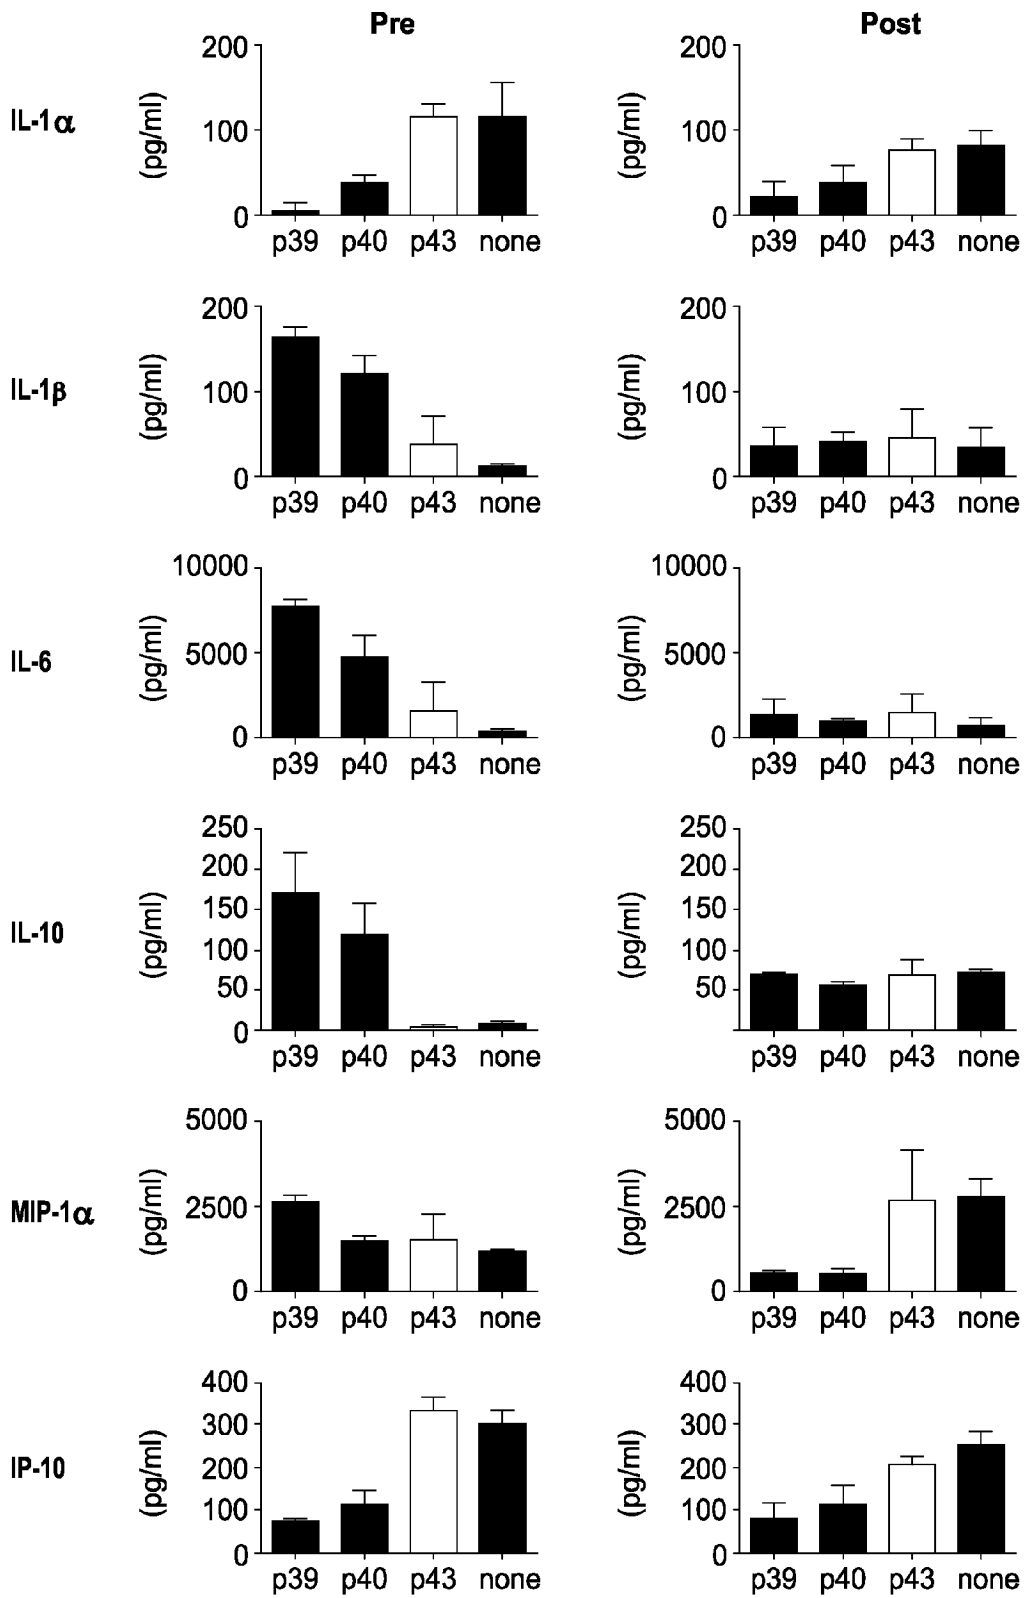 Pre Post
IL-1α
(pg/ml) 200 100 0 p39 p40 p43 none
(pg/ml) 200 100 0 p39 p40 p43 none
IL-1β
(pg/ml) 200 100 0 p39 p40 p43 none
(pg/ml) 200 100 0 p39 p40 p43 none
IL-6
(pg/ml) 10000 5000 0 p39 p40 p43 none
(pg/ml) 10000 5000 0 p39 p40 p43 none
IL-10
(pg/ml) 250 200 150 100 50 0 p39 p40 p43 none
(pg/ml) 250 200 150 100 50 p39 p40 p43 none
MIP-1α
(pg/ml) 5000 2500 0 p39 p40 p43 none
(pg/ml) 5000 2500 0 p39 p40 p43 none
IP-10
(pg/ml) 400 300 200 100 0 p39 p40 p43 none
(pg/ml) 400 300 200 100 0 p39 p40 p43 none